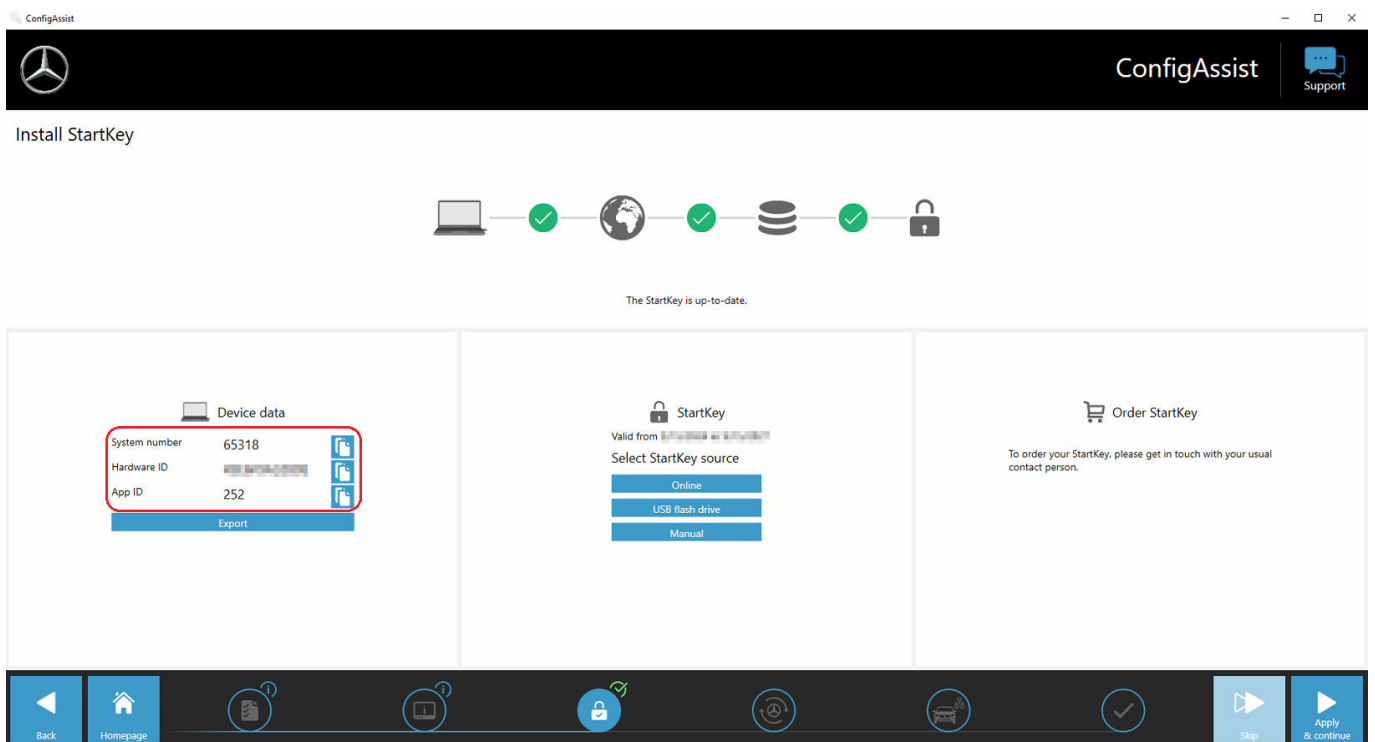 ConfigAssist
ConfigAssist
Support
Install StartKey
The StartKey is up-to-date.
Device data
System number 65318
Hardware ID
App ID 252
Export
StartKey
Valid from
Select StartKey source
Online
USB flash drive
Manual
Order StartKey
To order your StartKey, please get in touch with your usual
contact person.
Back
Homepage
Skip
Apply
& continue